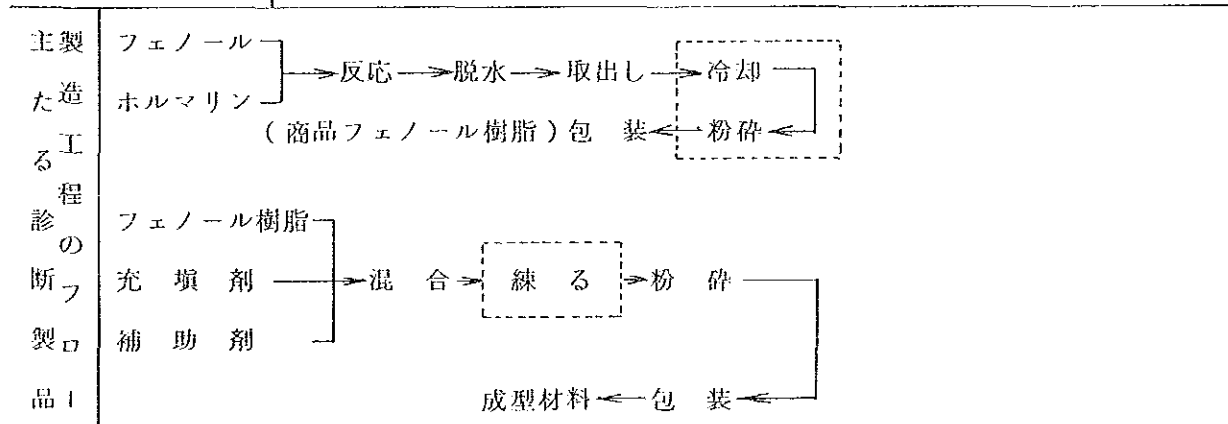 主たる診断製品
製造工程のフロー
フェノール
ホルマリン
反応 脱水 取出し 冷却
(商品フェノール樹脂) 包 装 粉砕
フェノール樹脂
充 塡 剤 混 合 練 る 粉 砕
補 助 剤
成型材料 包 装